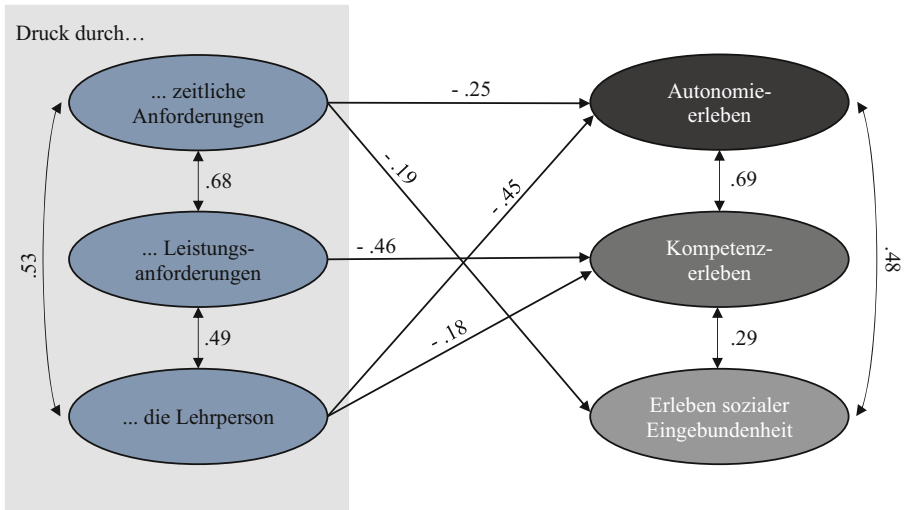 Druck durch…
... zeitliche
Anforderungen
- .25
Autonomie-
erleben
- .19
- .45
.68
.69
.53
... Leistungs-
anforderungen
- .46
Kompetenz-
erleben
.48
- .18
.49
.29
... die Lehrperson
Erleben sozialer
Eingebundenheit